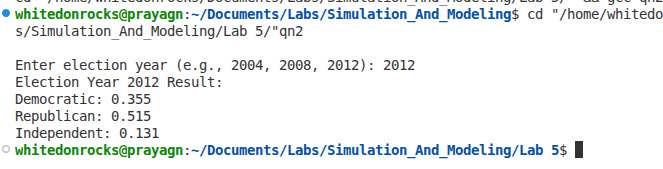 whitedonrocks@prayagn:~/Documents/Labs/Simulation_And_Modeling$ cd "/home/whitedo
s/Simulation_And_Modeling/Lab 5/"qn2
Enter election year (e.g., 2004, 2008, 2012): 2012
Election Year 2012 Result:
Democratic: 0.355
Republican: 0.515
Independent: 0.131
whitedonrocks@prayagn:~/Documents/Labs/Simulation_And_Modeling/Lab 5$